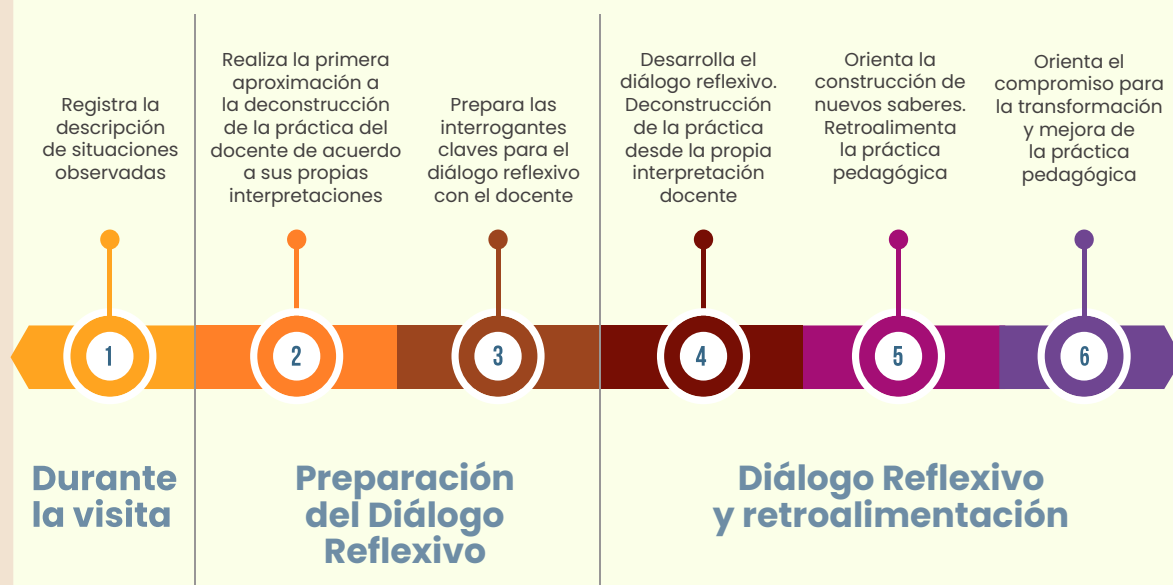 Registra la
descripción
de situaciones
observadas
Realiza la primera
aproximación a
la deconstrucción
de la práctica del
docente de acuerdo
a sus propias
interpretaciones
Prepara las
interrogantes
claves para el
diálogo reflexivo
con el docente
Desarrolla el
diálogo reflexivo.
Deconstrucción
de la práctica
desde la propia
interpretación
docente
Orienta la
construcción de
nuevos saberes.
Retroalimenta
la práctica
pedagógica
Orienta el
compromiso para
la transformación
y mejora de
la práctica
pedagógica
1
2
3
4
5
6
Durante
la visita
Preparación
del Diálogo
Reflexivo
Diálogo Reflexivo
y retroalimentación